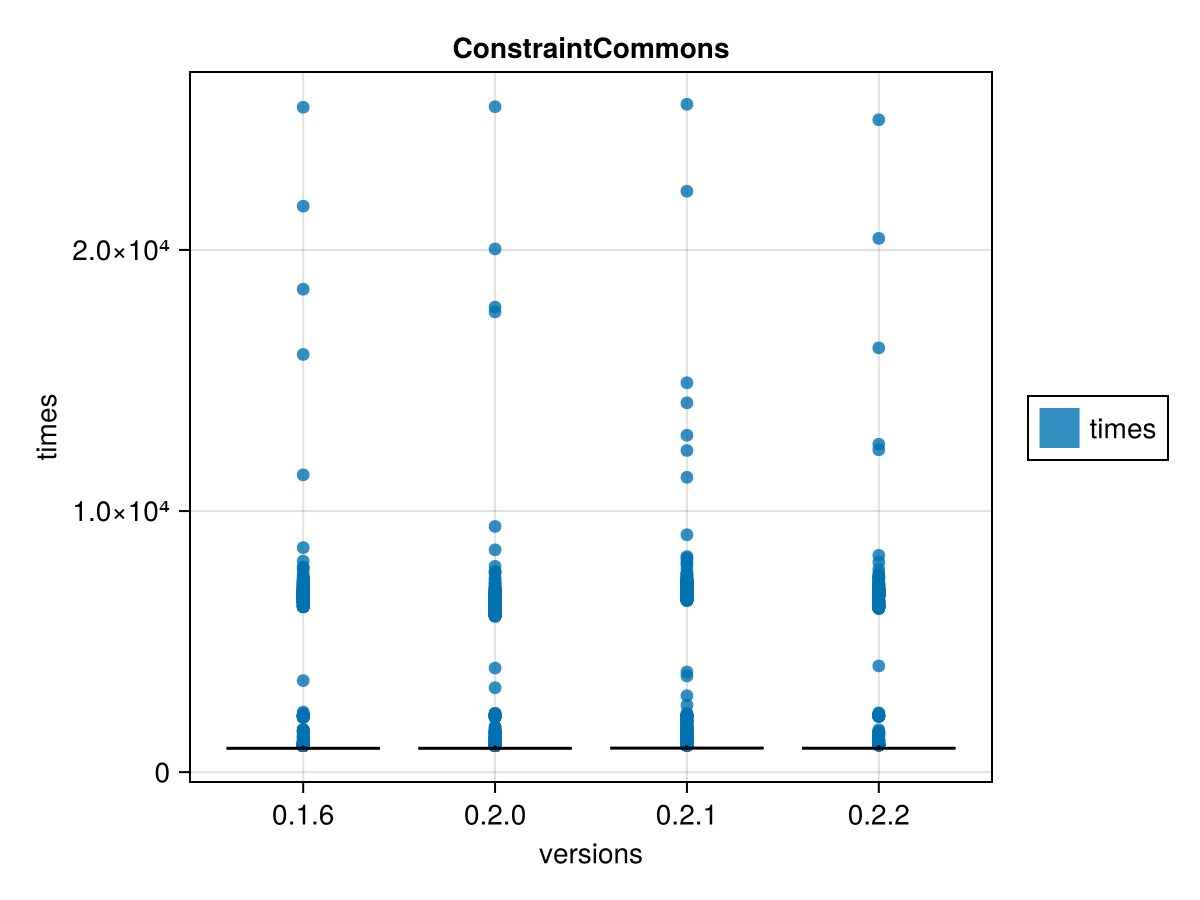 ConstraintCommons
times
2.0×10⁴
1.0×10⁴
0
0.1.6 0.2.0 0.2.1 0.2.2
versions
times